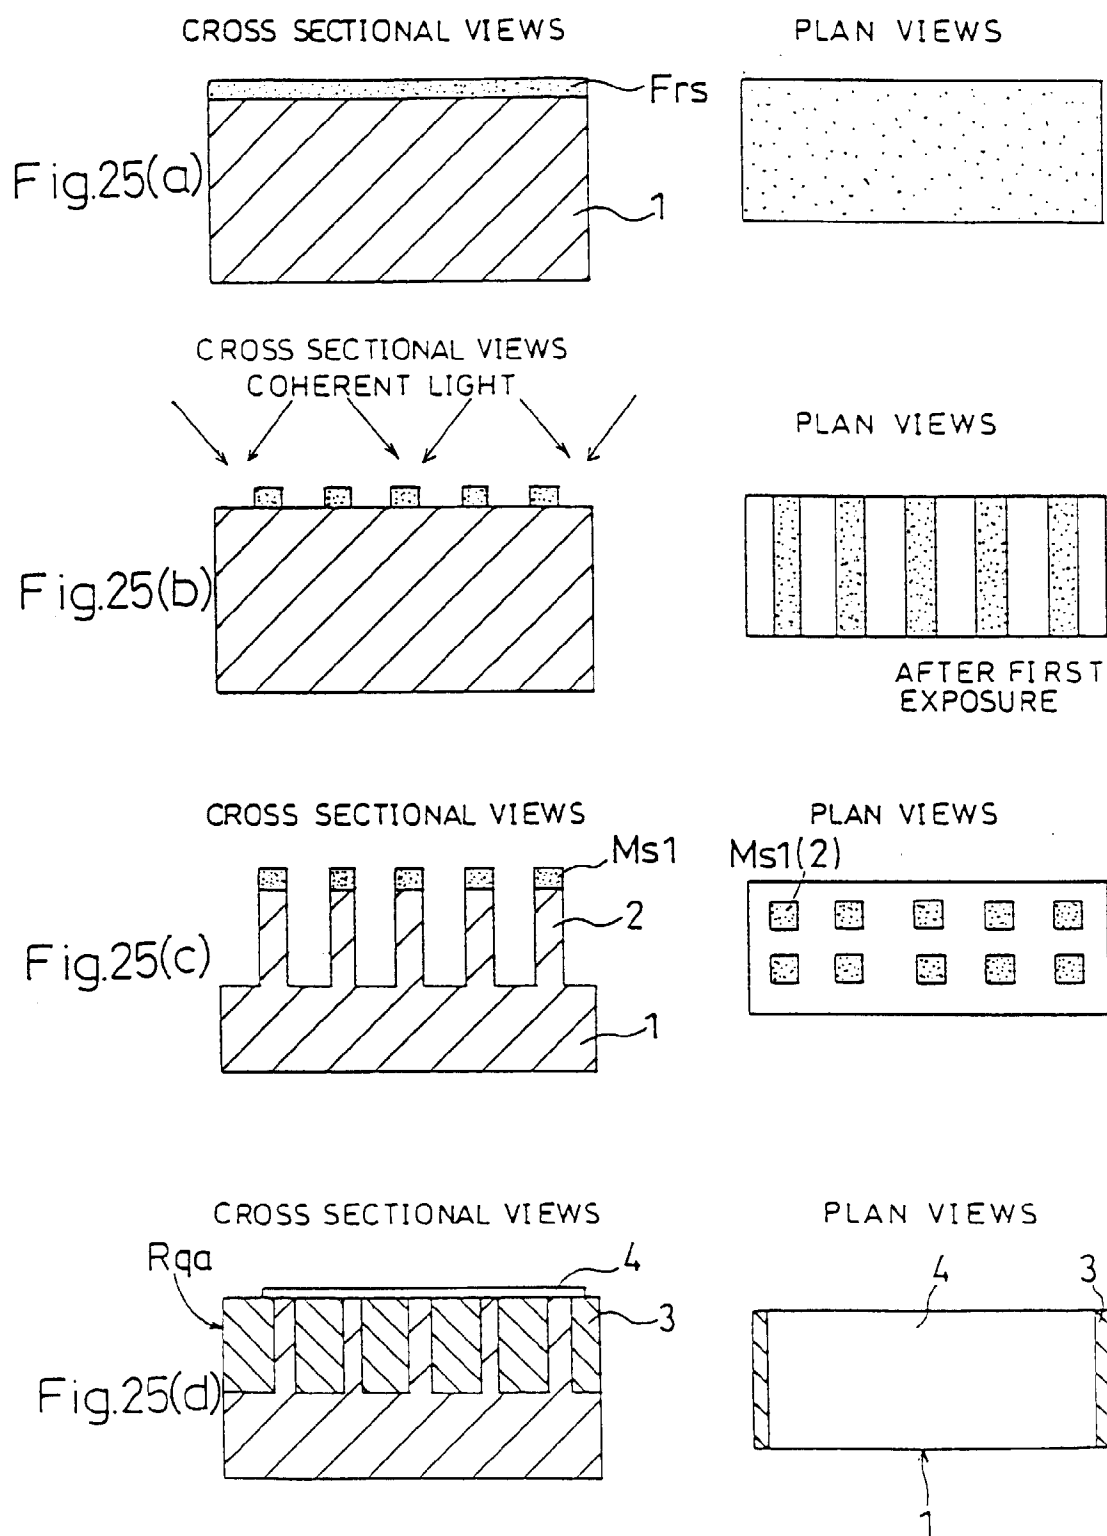 CROSS SECTIONAL VIEWS
PLAN VIEWS
Frs
Fig.25(a)
1
CROSS SECTIONAL VIEWS
COHERENT LIGHT
PLAN VIEWS
Fig.25(b)
AFTER FIRST
EXPOSURE
CROSS SECTIONAL VIEWS
PLAN VIEWS
Ms1
Ms1(2)
2
Fig.25(c)
1
CROSS SECTIONAL VIEWS
PLAN VIEWS
Rqa
4
4
3
3
Fig.25(d)
1